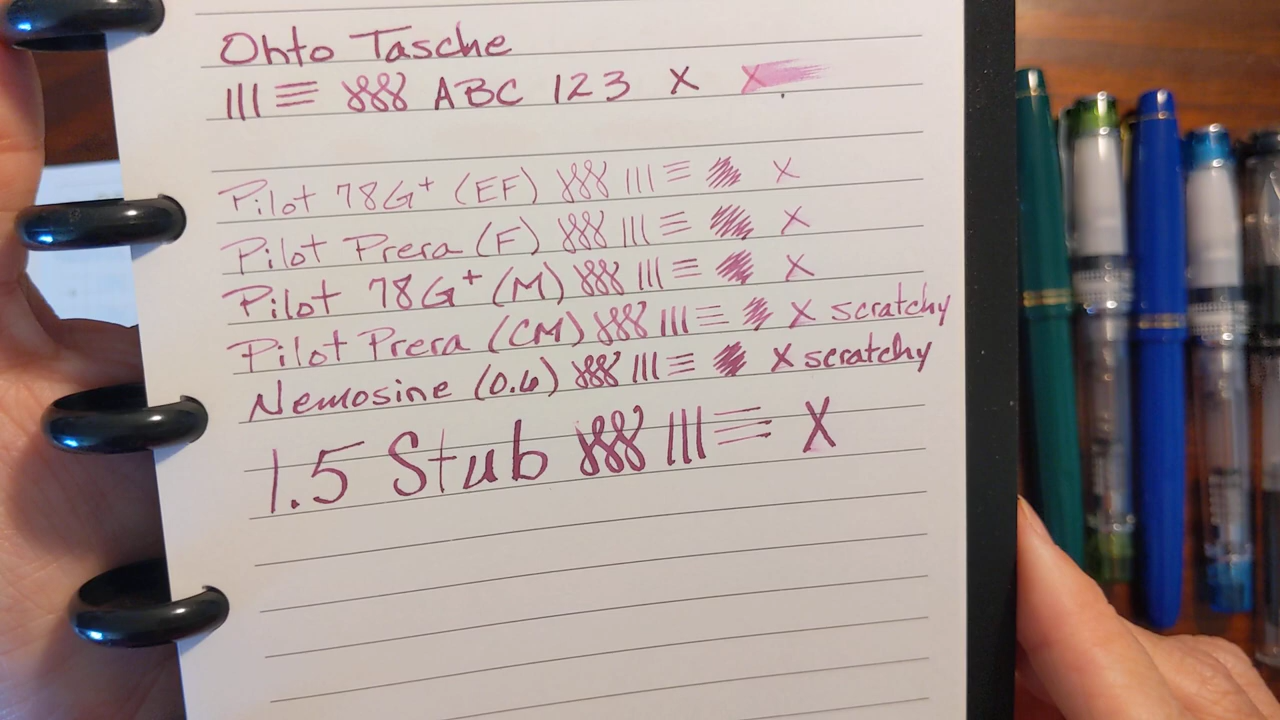 Ohto Tasche
ABC 123 X X
Pilot 78G+ (EF) X
Pilot Prera (F) X
Pilot 78G+ (M) X
Pilot Prera (CM) X scratchy
Nemosine (0.6) X scratchy
1.5 Stub X